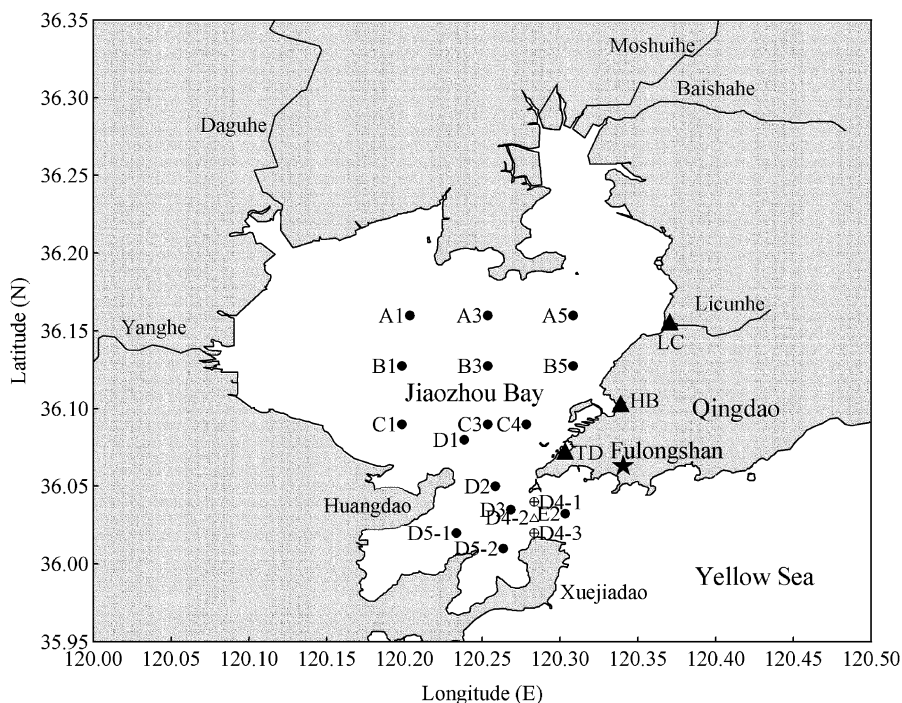 36.35
Moshuihe
36.30
Baishahe
Daguhe
36.25
36.20
Licunhe
A1 A3 A5
36.15
Yanghe
LC
B1 B3 B5
Jiaozhou Bay
HB
Qingdao
36.10
C1 C3 C4
D1
TD Fulongshan
36.05
D2
Huangdao
D4-1
D3 E2
D4-2
D5-1 D4-3
D5-2
36.00
Yellow Sea
Xuejiadao
35.95
120.00 120.05 120.10 120.15 120.20 120.25 120.30 120.35 120.40 120.45 120.50
Latitude (N)
Longitude (E)